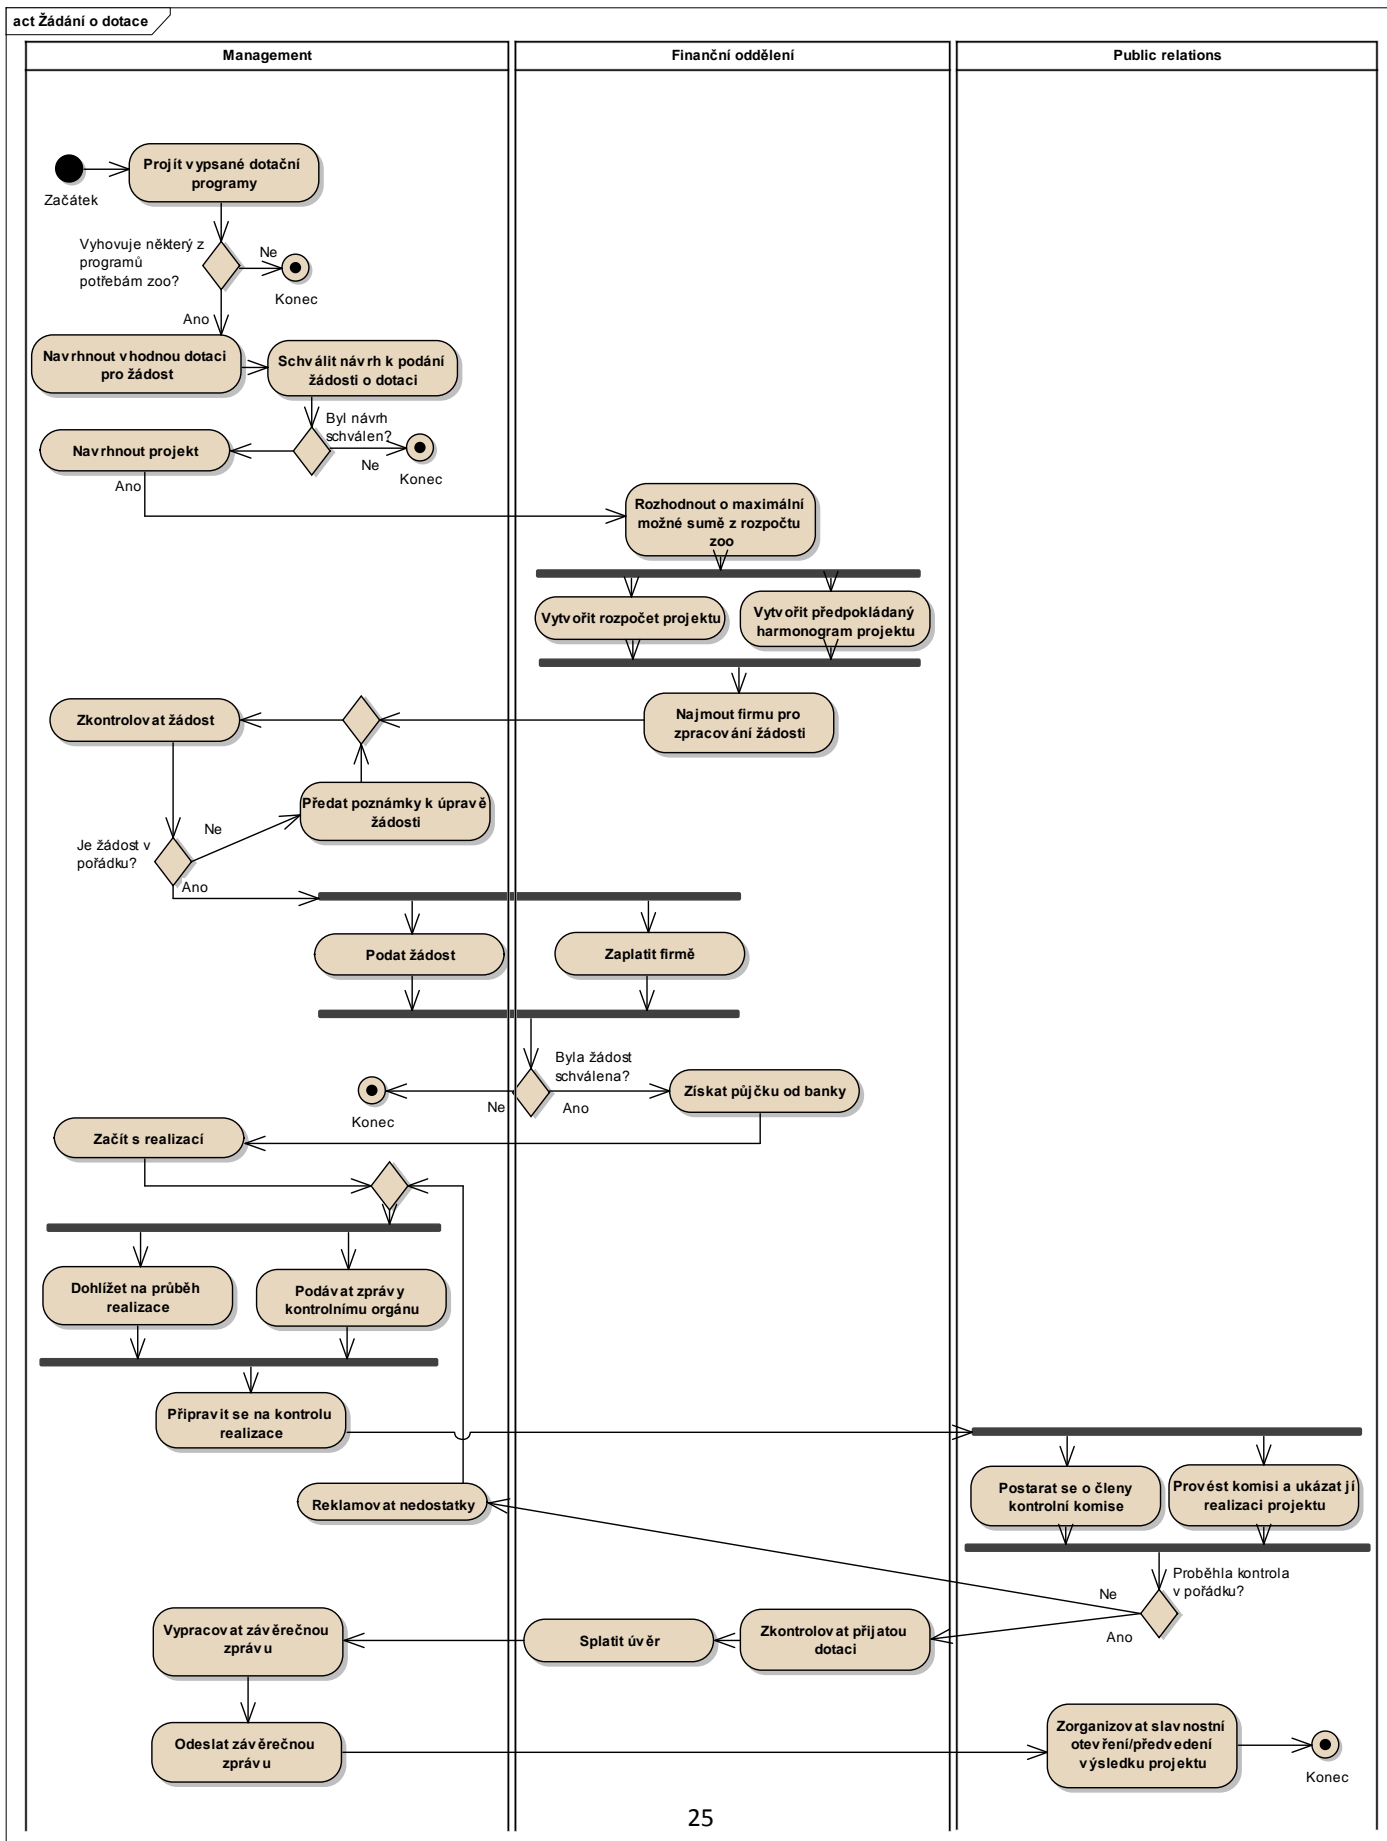 act Žádání o dotace
Management
Finanční oddělení
Public relations
Projít vypsané dotační
programy
Začátek
Vyhovuje některý z
programů
potřebám zoo?
Ne
Konec
Ano
Navrhnout vhodnou dotaci
pro žádost
Schválit návrh k podání
žádosti o dotaci
Byl návrh
schválen?
Navrhnout projekt
Ne
Konec
Ano
Rozhodnout o maximální
možné sumě z rozpočtu
zoo
Vytvořit rozpočet projektu
Vytvořit předpokládaný
harmonogram projektu
Zkontrolovat žádost
Najmout firmu pro
zpracování žádosti
Předat poznámky k úpravě
žádosti
Ne
Je žádost v
pořádku?
Ano
Podat žádost
Zaplatit firmě
Byla žádost
schválena?
Získat půjčku od banky
Ne
Ano
Konec
Začít s realizací
Dohlížet na průběh
realizace
Podávat zprávy
kontrolnímu orgánu
Připravit se na kontrolu
realizace
Reklamovat nedostatky
Postarat se o členy
kontrolní komise
Provést komisi a ukázat jí
realizaci projektu
Proběhla kontrola
v pořádku?
Ne
Ano
Vypracovat závěrečnou
zprávu
Splatit úvěr
Zkontrolovat přijatou
dotaci
Odeslat závěrečnou
zprávu
Zorganizovat slavnostní
otevření/předvedení
výsledku projektu
Konec
25